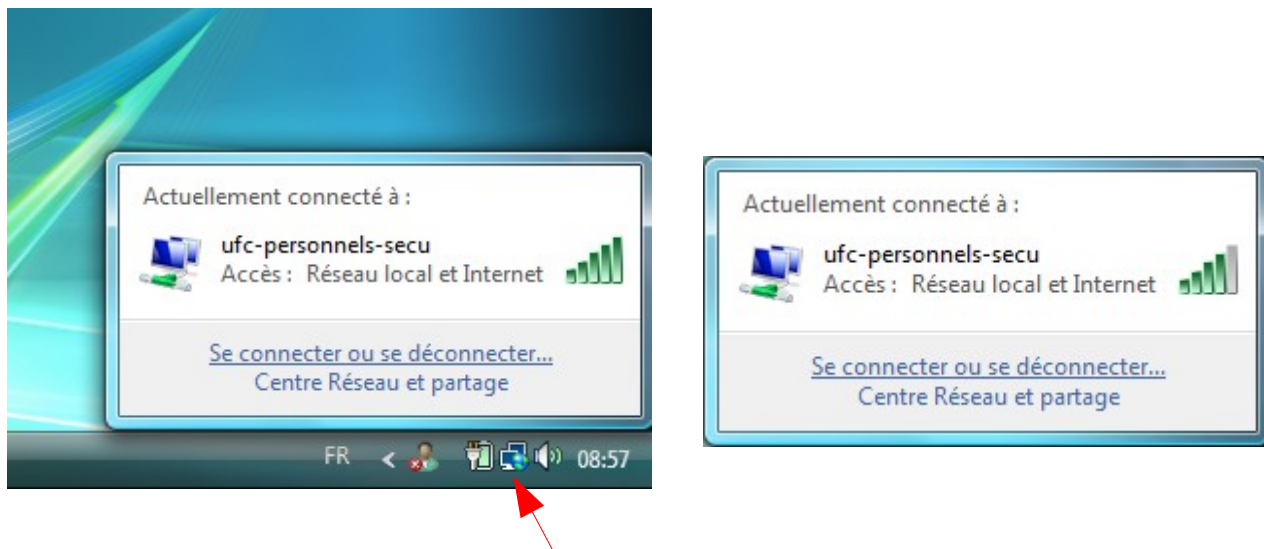 Actuellement connecté à :
ufc-personnels-secu
Accès : Réseau local et Internet
Se connecter ou se déconnecter...
Centre Réseau et partage
FR < 08:57
Actuellement connecté à :
ufc-personnels-secu
Accès : Réseau local et Internet
Se connecter ou se déconnecter...
Centre Réseau et partage